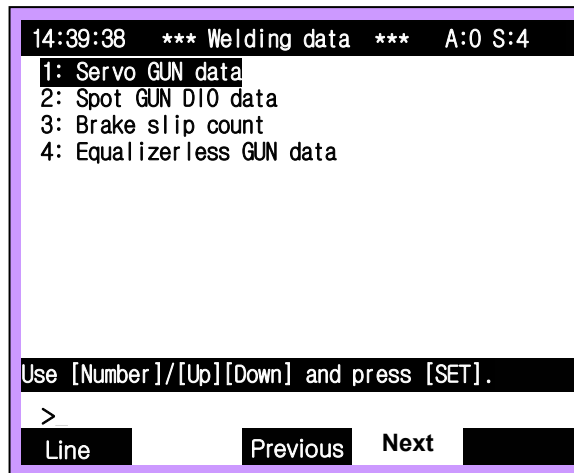 14:39:38 *** Welding data *** A:0 S:4
1: Servo GUN data
2: Spot GUN DIO data
3: Brake slip count
4: Equalizerless GUN data
Use [Number]/[Up][Down] and press [SET].
>_
Line Previous Next